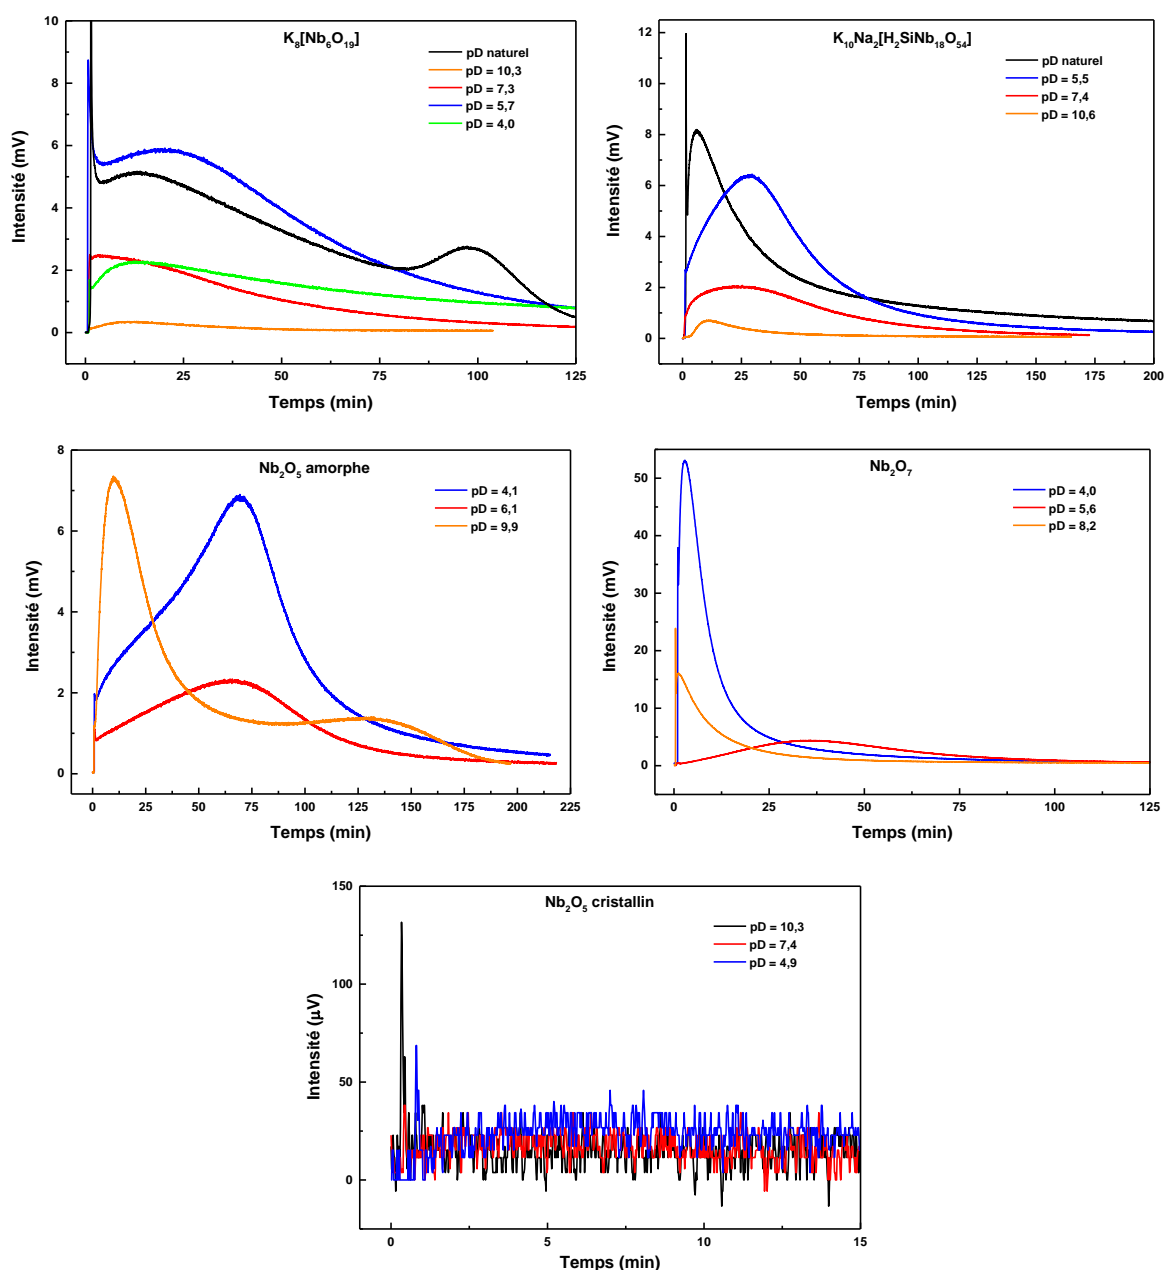 K8[Nb6O19]
pD naturel
pD = 10,3
pD = 7,3
pD = 5,7
pD = 4,0
Intensité (mV)
10
8
6
4
2
0
0 25 50 75 100 125
Temps (min)
K10Na2[H2SiNb18O54]
pD naturel
pD = 5,5
pD = 7,4
pD = 10,6
Intensité (mV)
12
10
8
6
4
2
0
0 25 50 75 100 125 150 175 200
Temps (min)
Nb2O5 amorphe
pD = 4,1
pD = 6,1
pD = 9,9
Intensité (mV)
8
6
4
2
0
0 25 50 75 100 125 150 175 200 225
Temps (min)
Nb2O7
pD = 4,0
pD = 5,6
pD = 8,2
Intensité (mV)
50
40
30
20
10
0
0 25 50 75 100 125
Temps (min)
Nb2O5 cristallin
pD = 10,3
pD = 7,4
pD = 4,9
Intensité (µV)
150
100
50
0
0 5 10 15
Temps (min)